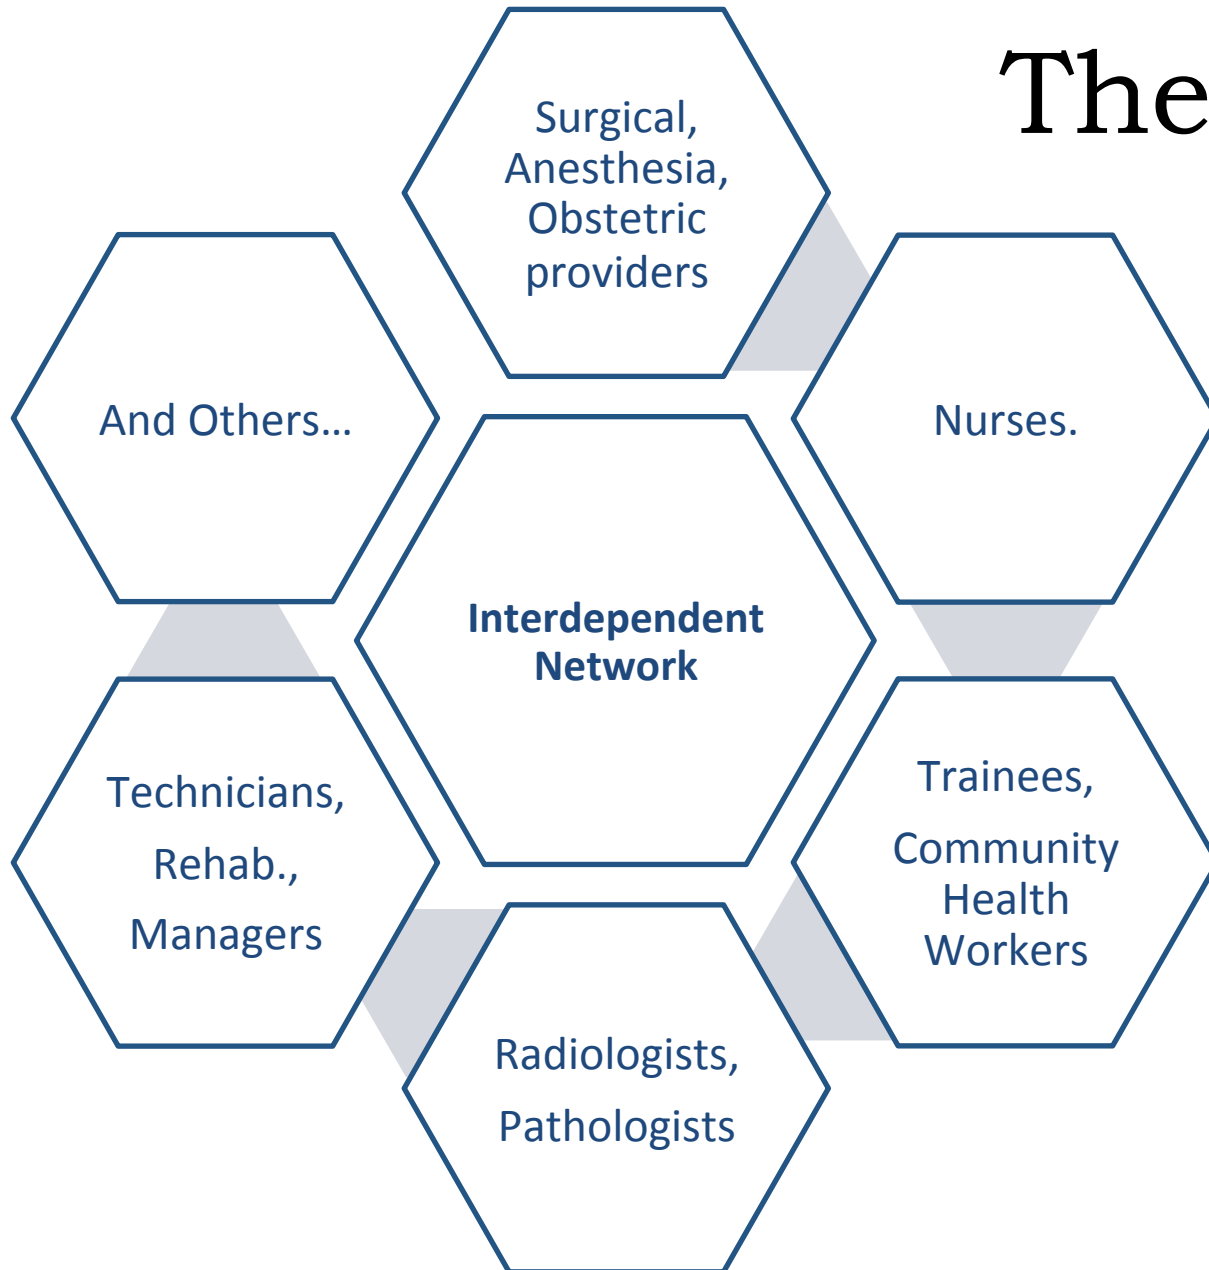 The
Surgical,
Anesthesia,
Obstetric
providers
And Others...
Nurses.
Interdependent
Network
Technicians,
Rehab.,
Managers
Trainees,
Community
Health
Workers
Radiologists,
Pathologists